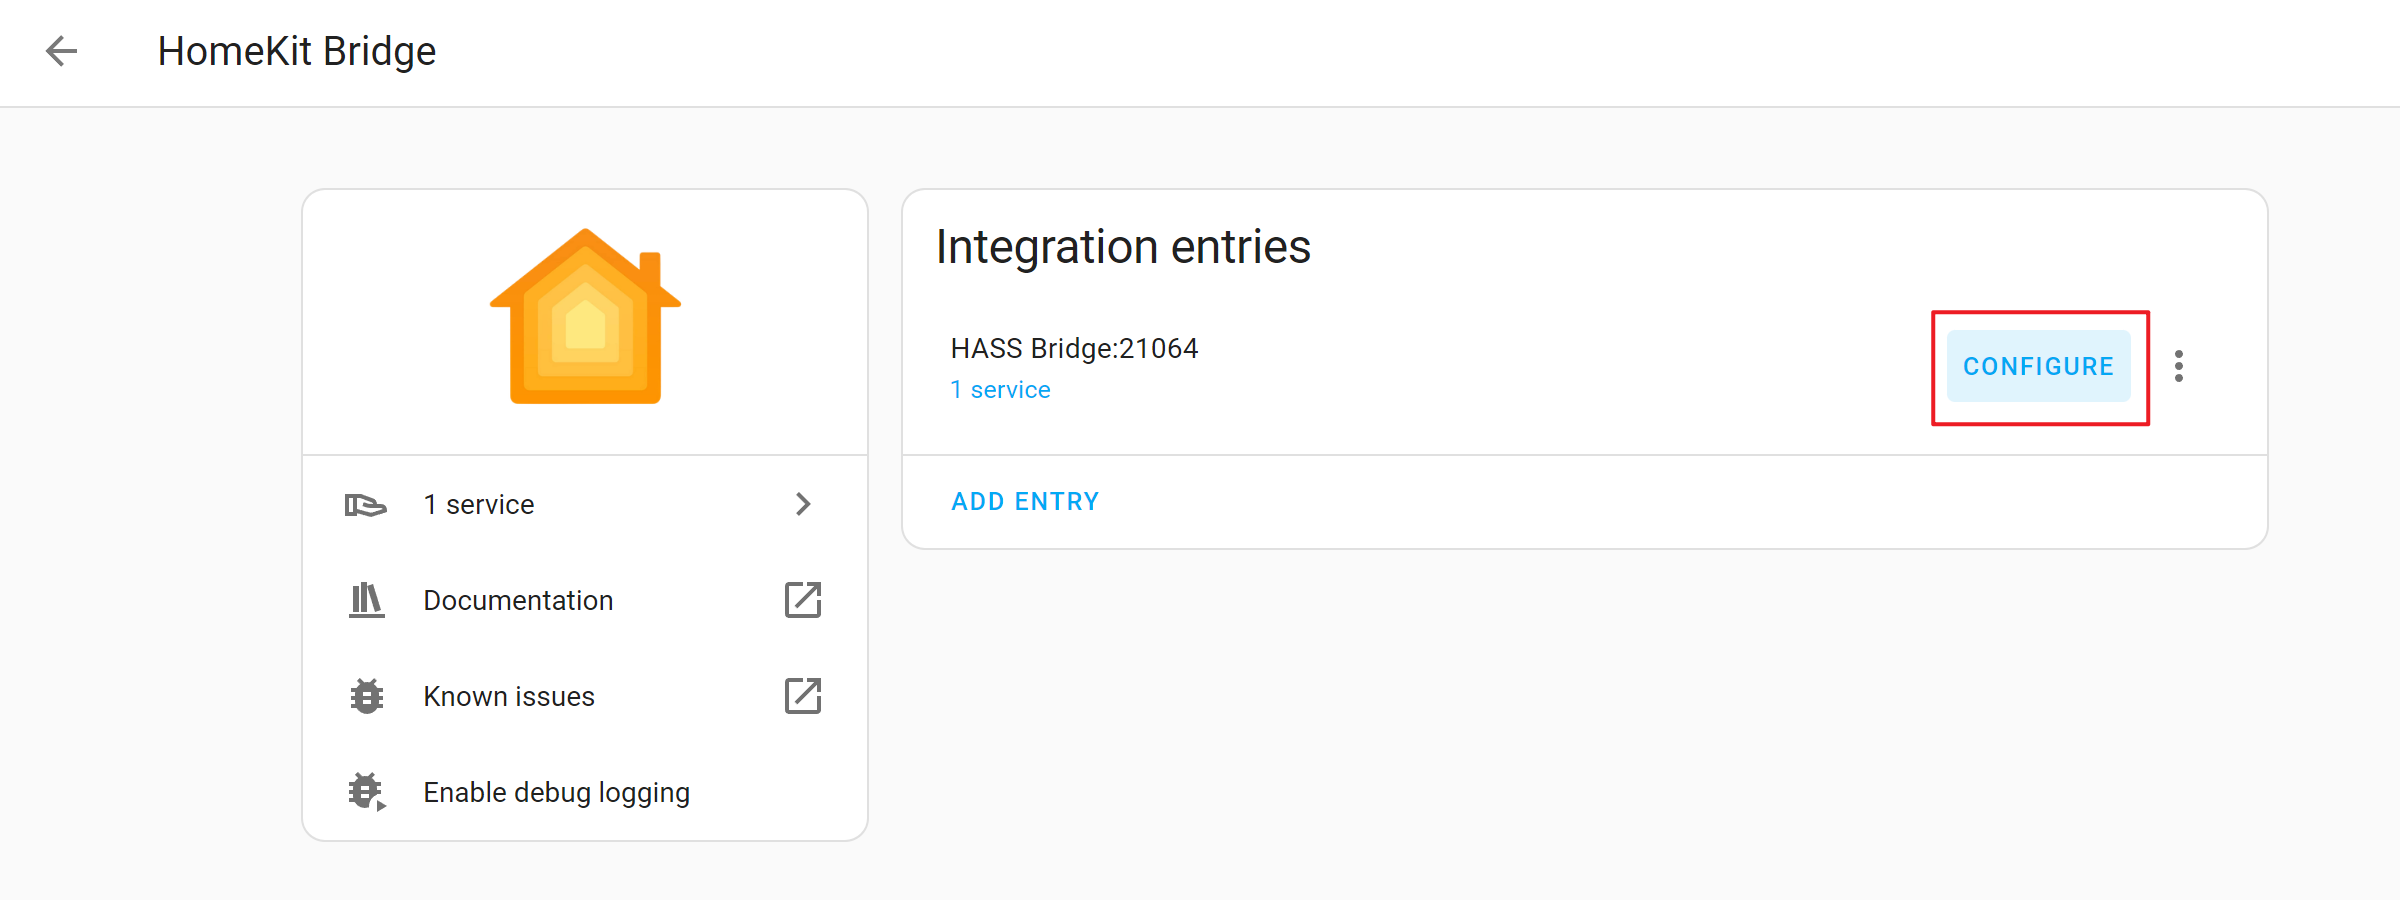 HomeKit Bridge
1 service
Documentation
Known issues
Enable debug logging
Integration entries
HASS Bridge:21064
1 service
CONFIGURE
ADD ENTRY